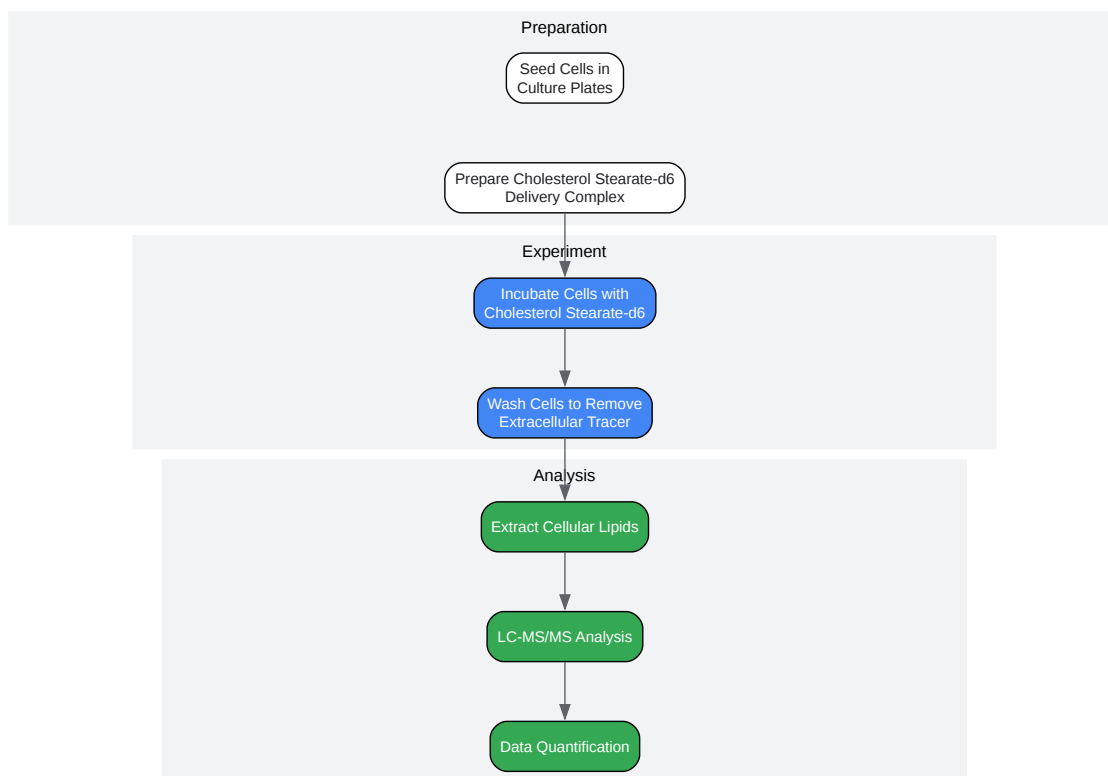 Preparation
Seed Cells in
Culture Plates
Prepare Cholesterol Stearate-d6
Delivery Complex
Experiment
Incubate Cells with
Cholesterol Stearate-d6
Wash Cells to Remove
Extracellular Tracer
Analysis
Extract Cellular Lipids
LC-MS/MS Analysis
Data Quantification